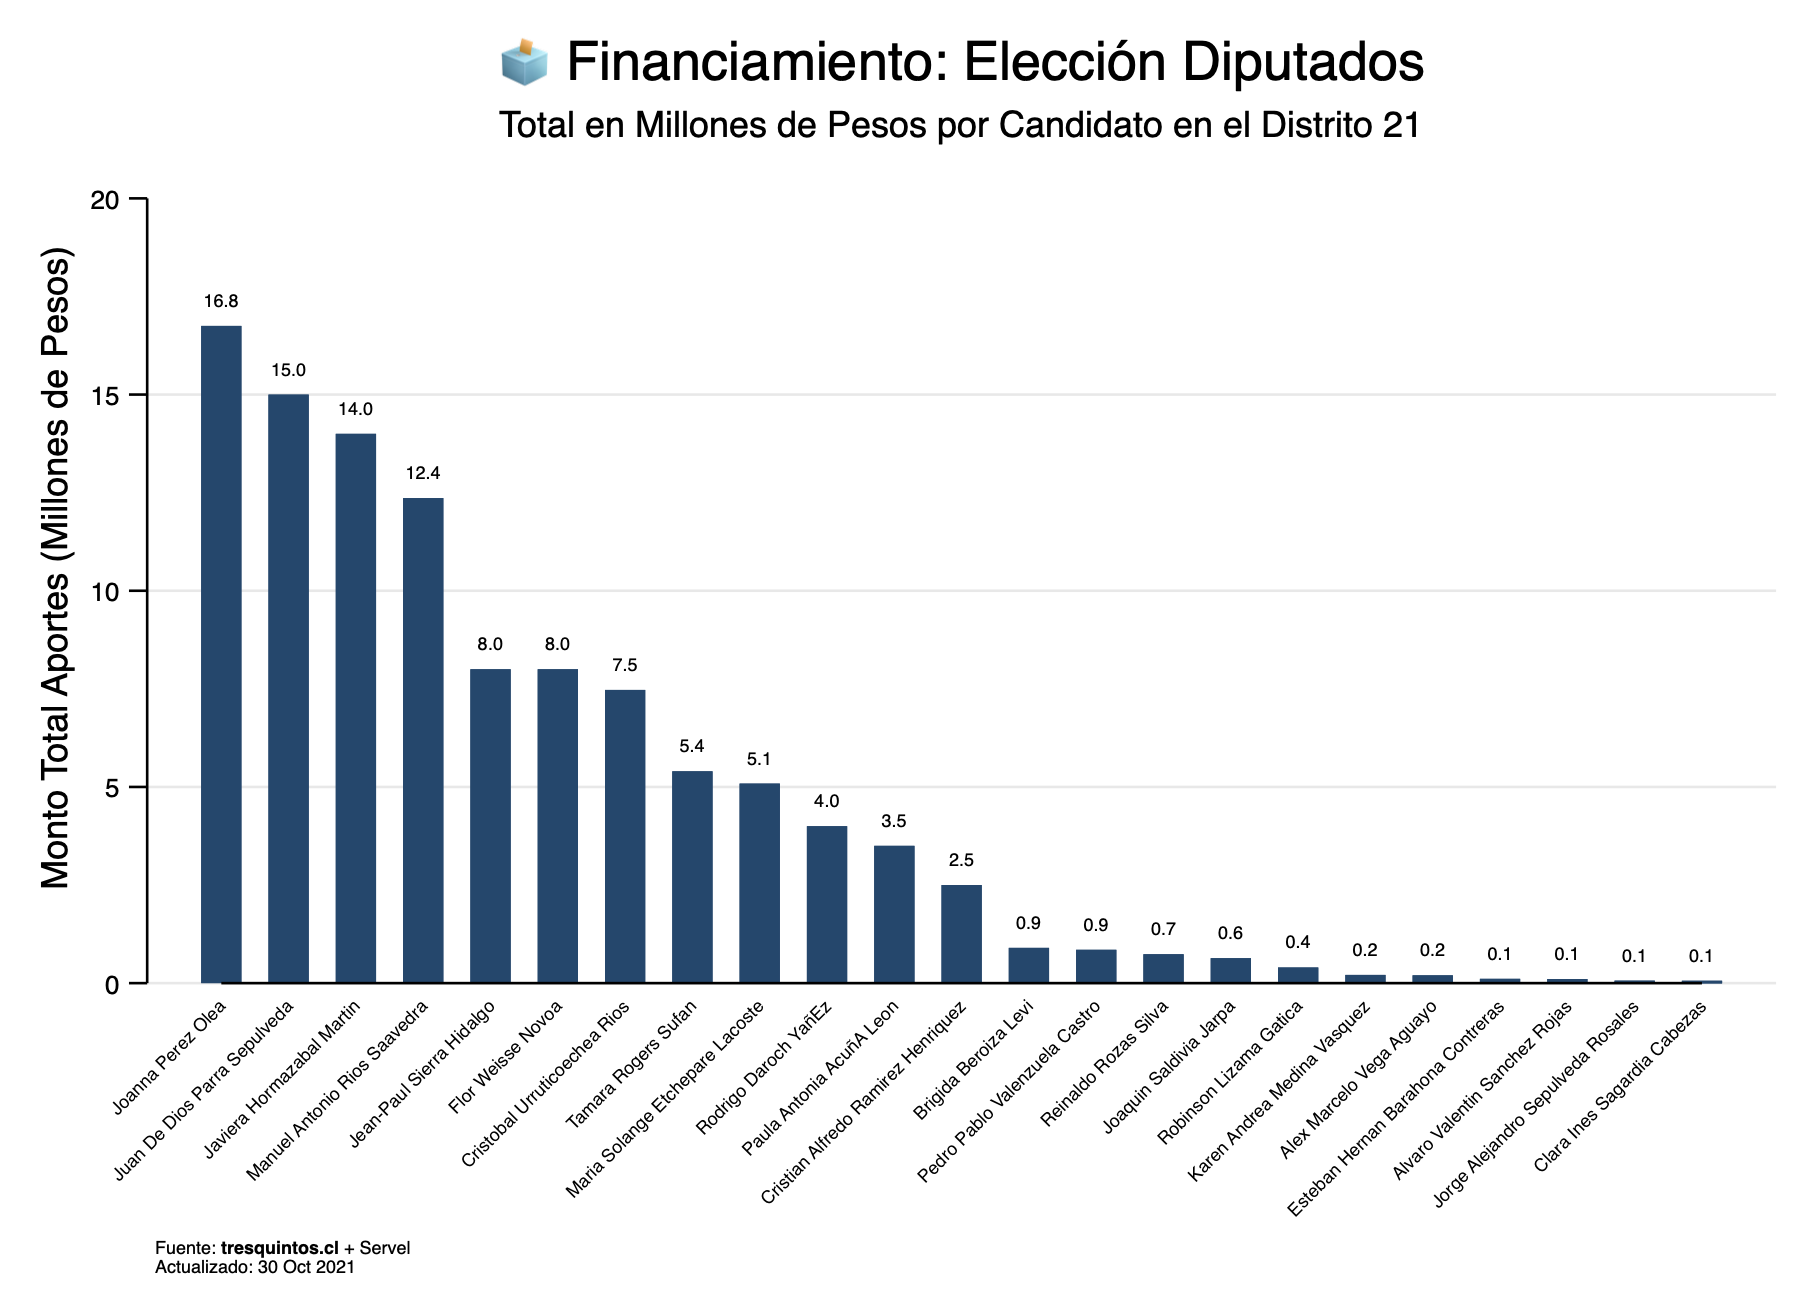 Financiamiento: Elección Diputados
Total en Millones de Pesos por Candidato en el Distrito 21
Monto Total Aportes (Millones de Pesos)
20
15
10
5
0
16.8
15.0
14.0
12.4
8.0
8.0
7.5
5.4
5.1
4.0
3.5
2.5
0.9
0.9
0.7
0.6
0.4
0.2
0.2
0.1
0.1
0.1
0.1
Joanna Perez Olea
Juan De Dios Parra Sepulveda
Javiera Hormazabal Martin
Manuel Antonio Rios Saavedra
Jean-Paul Sierra Hidalgo
Flor Weisse Novoa
Cristobal Urruticoechea Rios
Tamara Rogers Sufan
Maria Solange Etchepare Lacoste
Rodrigo Daroch YañEz
Paula Antonia AcuñA Leon
Cristian Alfredo Ramirez Henriquez
Brigida Beroiza Levi
Pedro Pablo Valenzuela Castro
Reinaldo Rozas Silva
Joaquin Saldivia Jarpa
Robinson Lizama Gatica
Karen Andrea Medina Vasquez
Alex Marcelo Vega Aguayo
Esteban Hernan Barahona Contreras
Alvaro Valentin Sanchez Rojas
Jorge Alejandro Sepulveda Rosales
Clara Ines Sagardia Cabezas
Fuente: tresquintos.cl + Servel
Actualizado: 30 Oct 2021